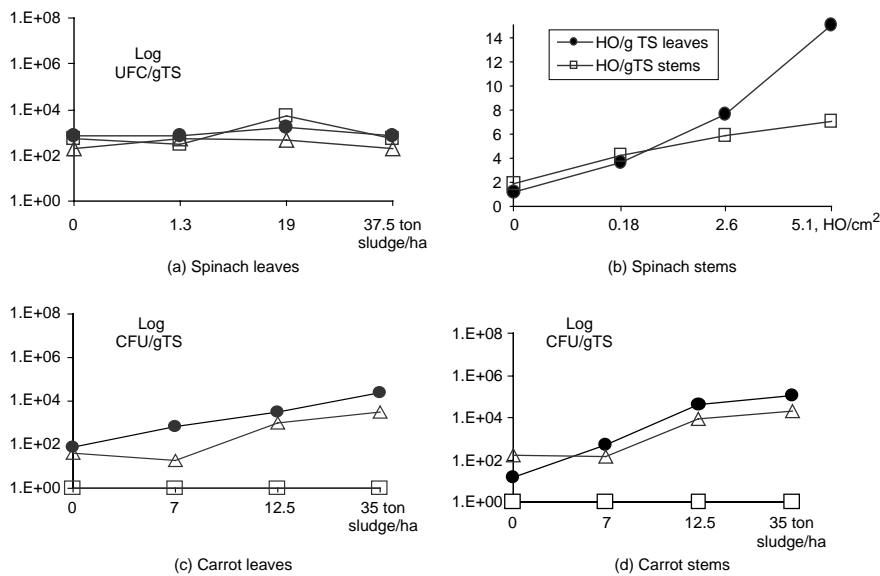 1.E+08
1.E+06
1.E+04
1.E+02
1.E+00
Log
UFC/gTS
0 1.3 19 37.5 ton
sludge/ha
(a) Spinach leaves
14
12
10
8
6
4
2
0
HO/g TS leaves
HO/gTS stems
0 0.18 2.6 5.1, HO/cm²
(b) Spinach stems
1.E+08
1.E+06
1.E+04
1.E+02
1.E+00
Log
CFU/gTS
0 7 12.5 35 ton
sludge/ha
(c) Carrot leaves
1.E+08
1.E+06
1.E+04
1.E+02
1.E+00
Log
CFU/gTS
0 7 12.5 35 ton
sludge/ha
(d) Carrot stems